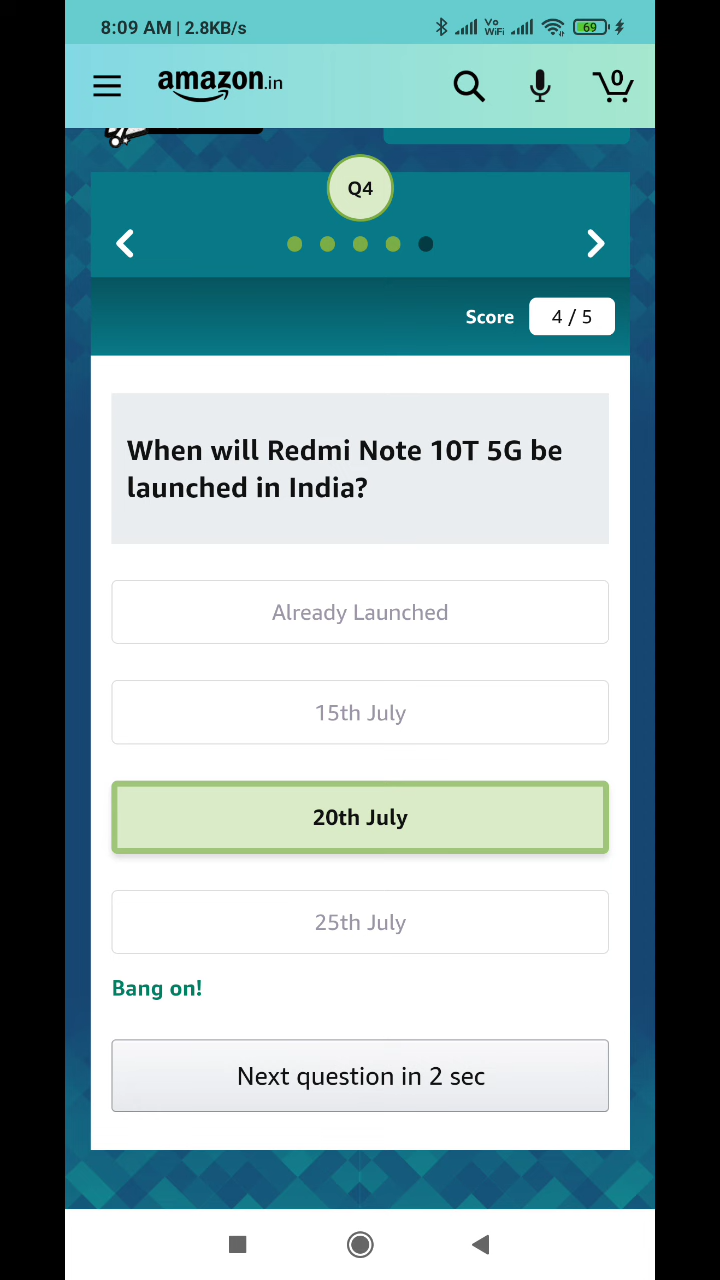 8:09 AM | 2.8KB/s Vo WiFi 69
amazon.in 0
Q4
Score 4 / 5
When will Redmi Note 10T 5G be
launched in India?
Already Launched
15th July
20th July
25th July
Bang on!
Next question in 2 sec